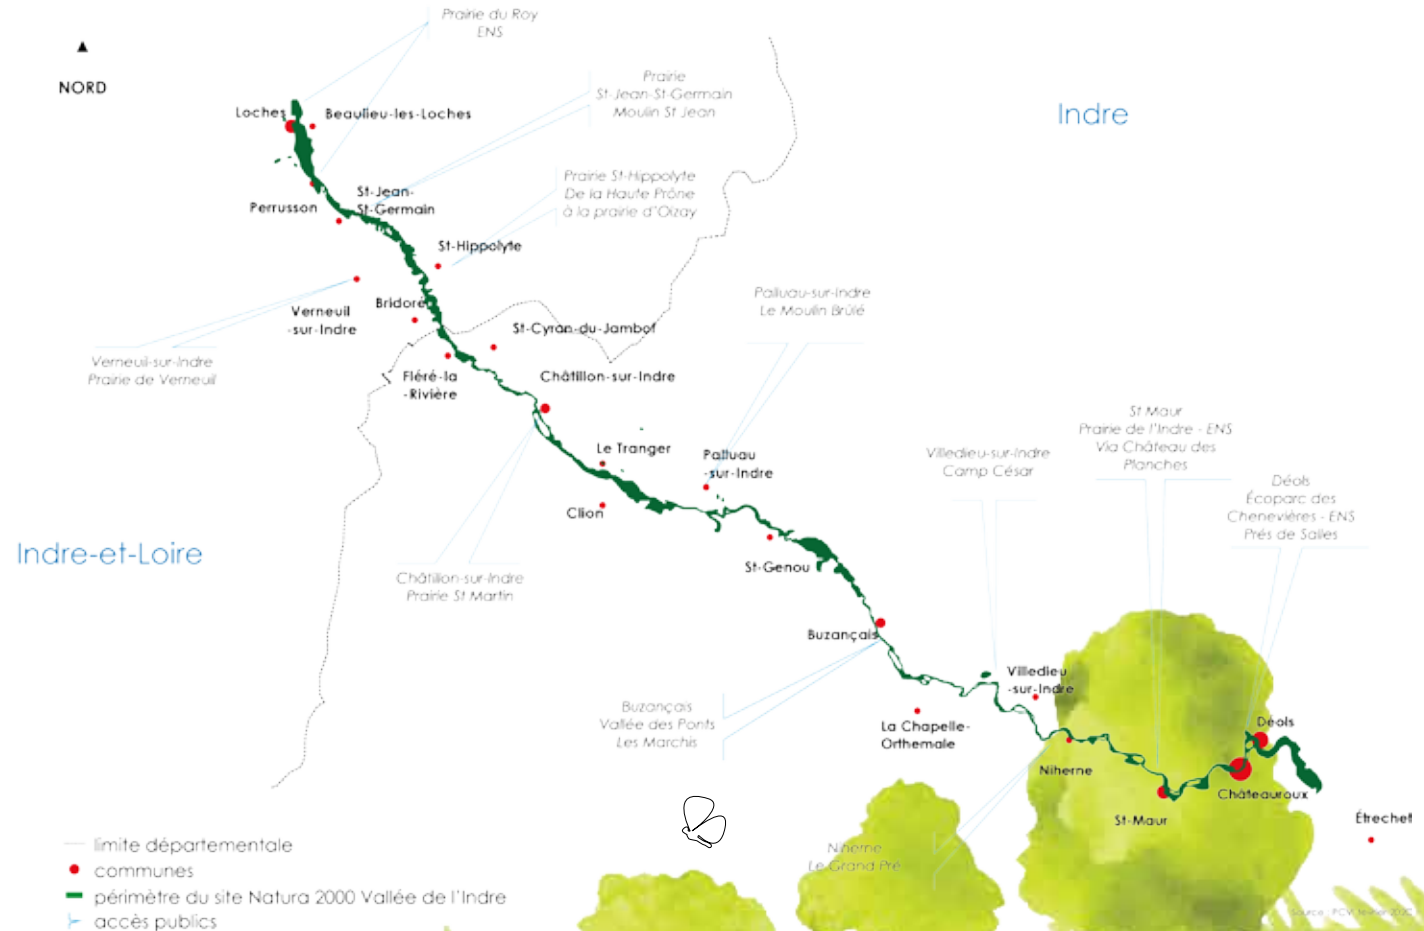 Prairie du Roy
ENS
NORD
Prairie
St-Jean-St-Germain
Moulin St Jean
Indre
Loches
Beaulieu-les-Loches
Prairie St-Hippolyte
De la Haute Prône
à la prairie d'Oizay
St-Jean-
St-Germain
Perrusson
St-Hippolyte
Verneuil
-sur-Indre
Bridoré
Palluau-sur-Indre
Le Moulin Brûlé
St-Cyran-du-Jambot
Verneuil-sur-Indre
Prairie de Verneuil
Fléré-la
-Rivière
Châtillon-sur-Indre
St Maur
Prairie de l'Indre - ENS
Via Château des
Planches
Le Tranger
Palluau
-sur-Indre
Villedieu-sur-Indre
Camp César
Déols
Écoparc des
Chenevières - ENS
Prés de Salles
Clion
Indre-et-Loire
St-Genou
Châtillon-sur-Indre
Prairie St Martin
Buzançais
Villedieu
-sur-Indre
Buzançais
Vallée des Ponts
Les Marchis
La Chapelle-
Orthemale
Déols
Niherne
Châteauroux
St-Maur
Étrechet
Niherne
Le Grand Pré
limite départementale
communes
périmètre du site Natura 2000 Vallée de l'Indre
accès publics
Source : PCV, février 2020